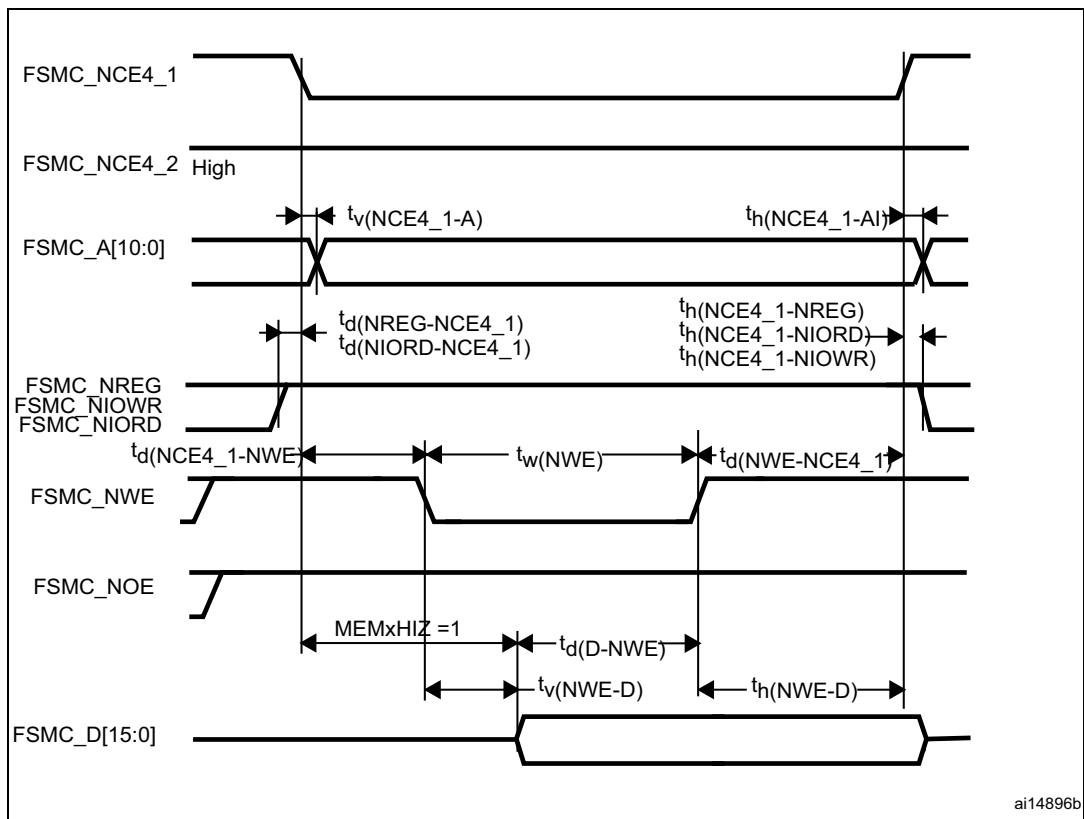 FSMC_NCE4_1
FSMC_NCE4_2 High
tv(NCE4_1-A)
th(NCE4_1-AI)
FSMC_A[10:0]
td(NREG-NCE4_1)
td(NIORD-NCE4_1)
th(NCE4_1-NREG)
th(NCE4_1-NIORD)
th(NCE4_1-NIOWR)
FSMC_NREG
FSMC_NIOWR
FSMC_NIORD
td(NCE4_1-NWE)
tw(NWE)
td(NWE-NCE4_1)
FSMC_NWE
FSMC_NOE
MEMxHIZ =1
td(D-NWE)
tv(NWE-D)
th(NWE-D)
FSMC_D[15:0]
ai14896b